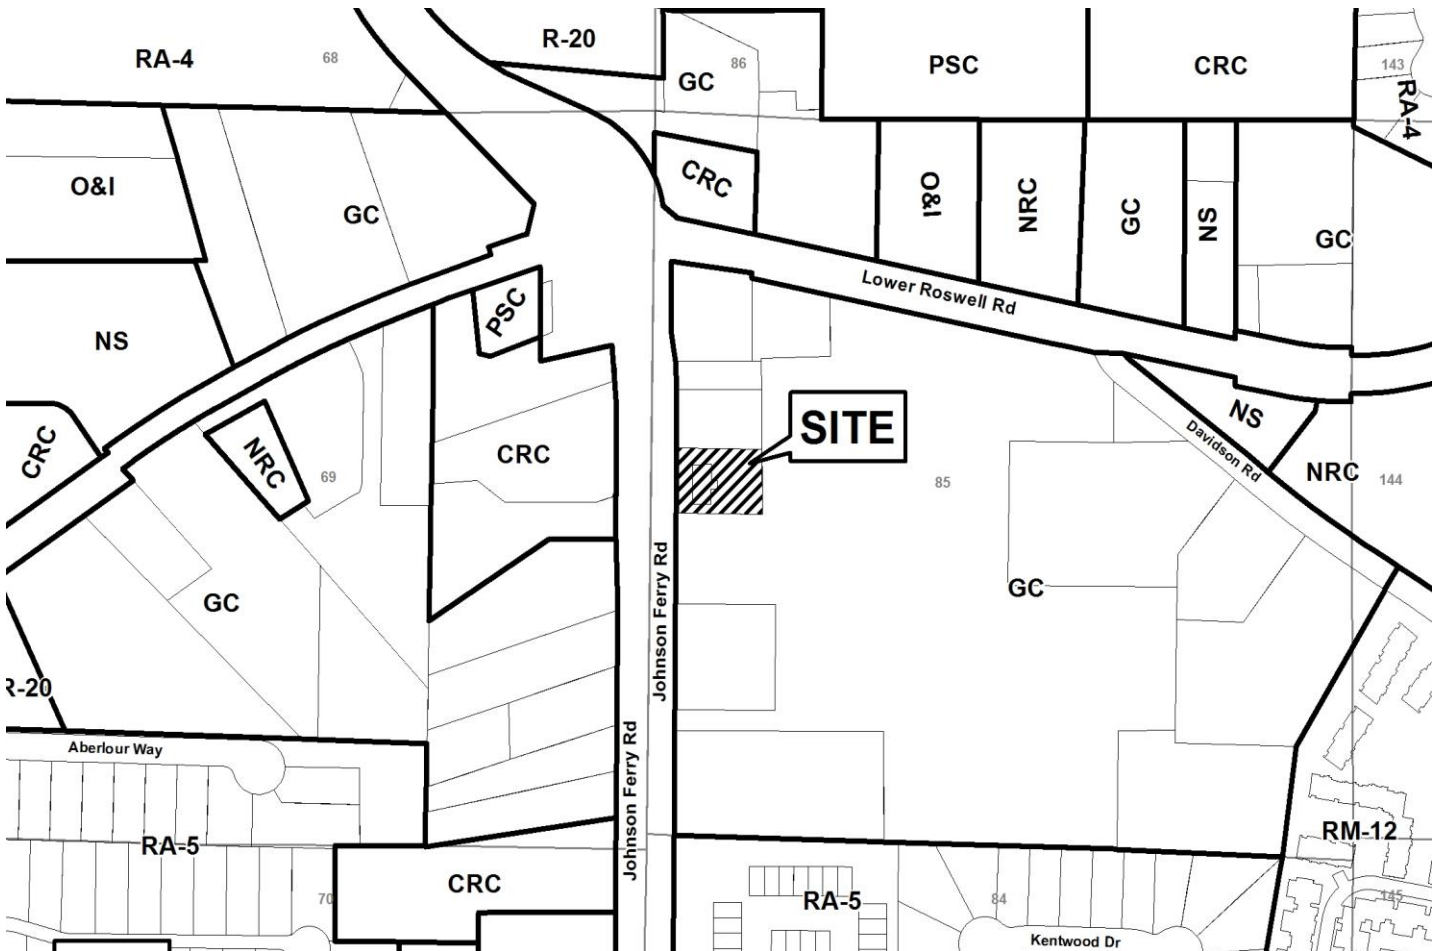 R-20
RA-4
68
86
GC
PSC
CRC
143
RA-4
O&I
GC
CRC
O&I
NRC
GC
NS
GC
Lower Roswell Rd
PSC
NS
SITE
NS
Davidson Rd
CRC
NRC
69
CRC
85
NRC
144
GC
Johnson Ferry Rd
GC
R-20
Aberlour Way
Johnson Ferry Rd
RA-5
RM-12
CRC
70
RA-5
84
145
Kentwood Dr